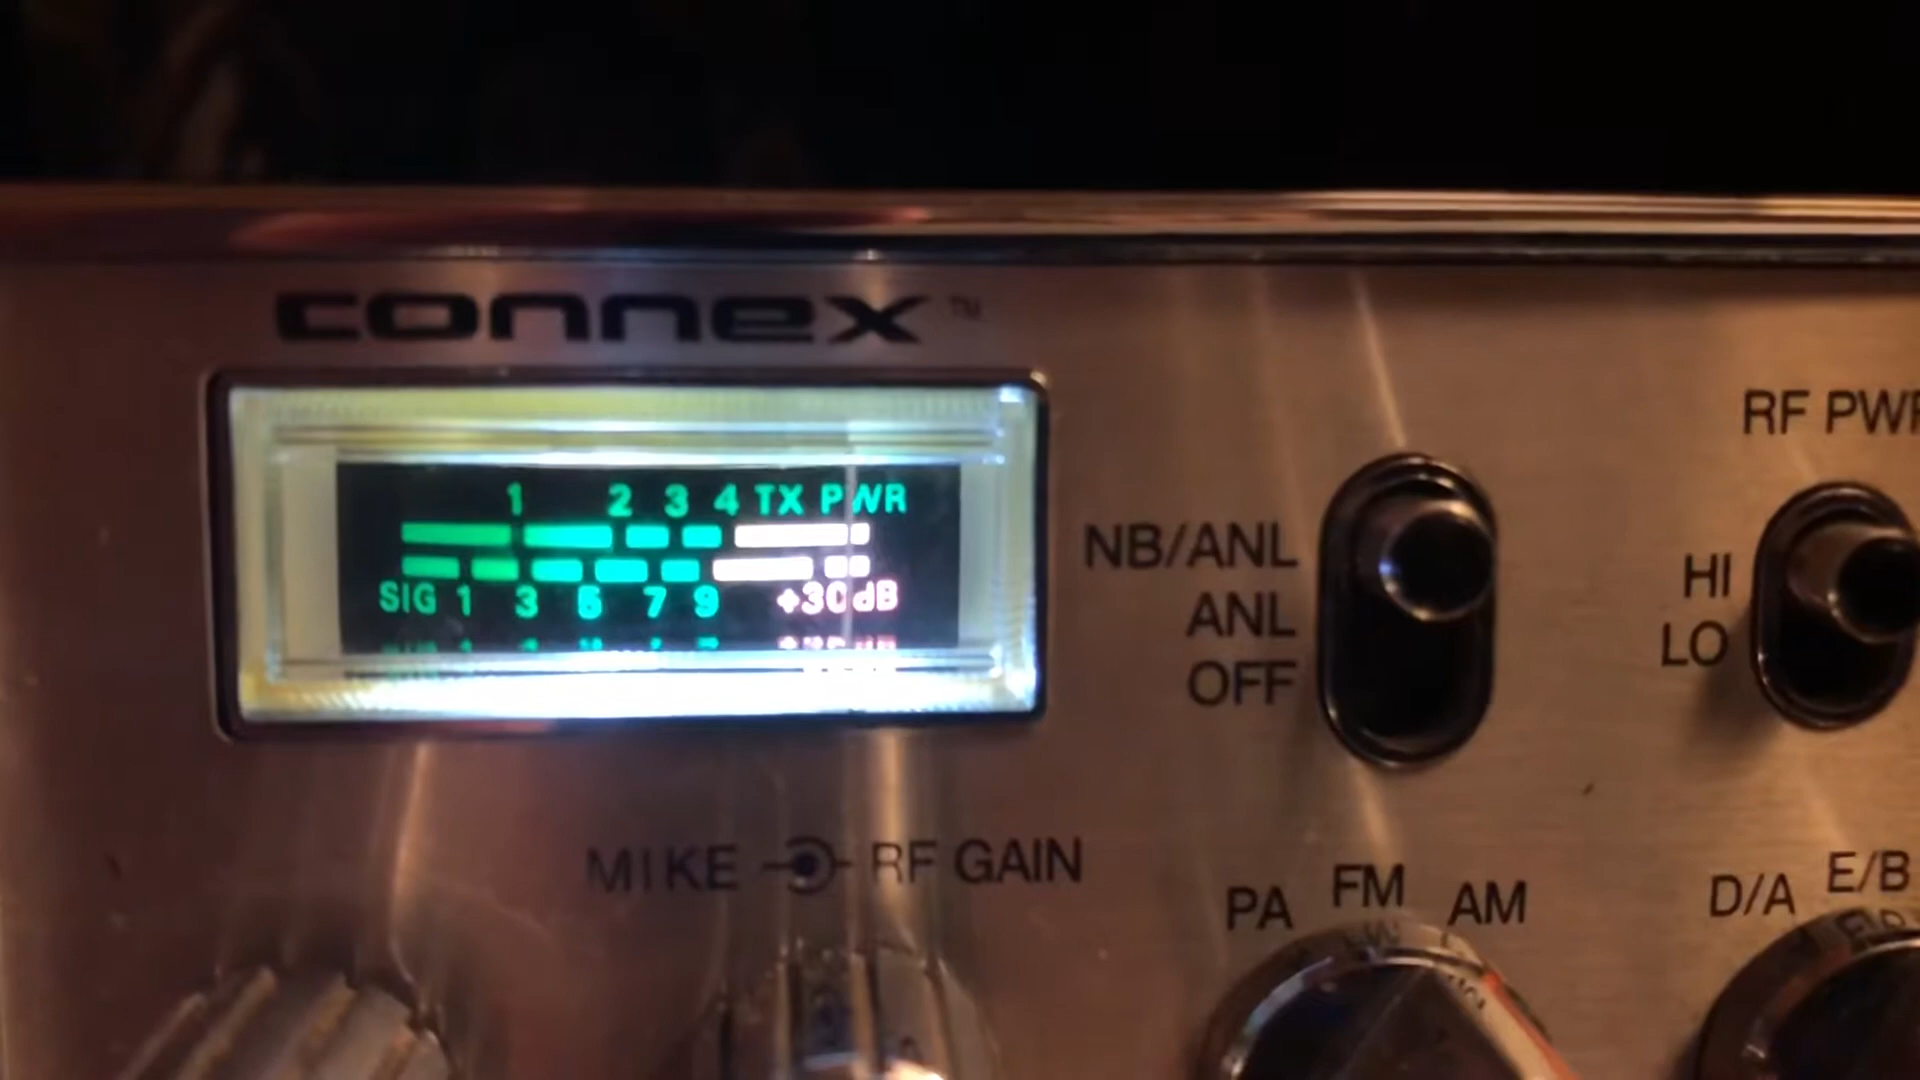 connex™
1 2 3 4 TX PWR
SIG 1 3 5 7 9 +30dB
NB/ANL
ANL
OFF
RF PWR
HI
LO
MIKE RF GAIN
PA FM AM
D/A E/B